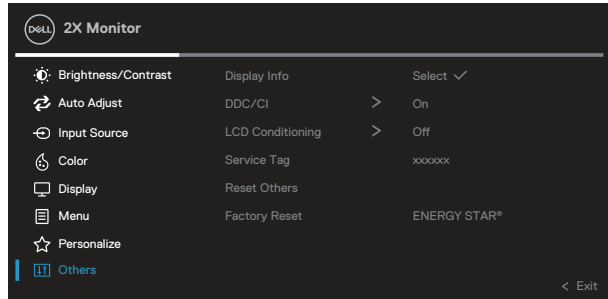 DELL 2X Monitor
Brightness/Contrast Display Info Select ✓
Auto Adjust DDC/CI > On
Input Source LCD Conditioning > Off
Color Service Tag xxxxxx
Display Reset Others
Menu Factory Reset ENERGY STAR®
Personalize
Others
< Exit